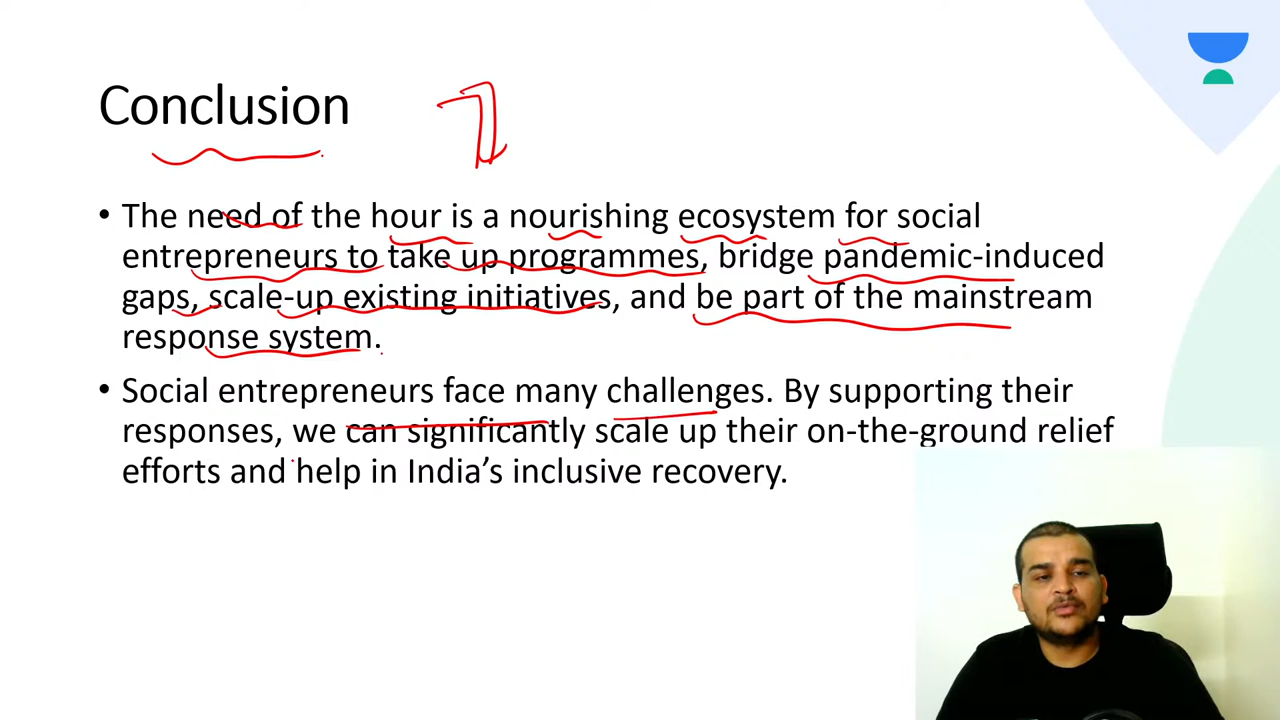 Conclusion
• The need of the hour is a nourishing ecosystem for social
entrepreneurs to take up programmes, bridge pandemic-induced
gaps, scale-up existing initiatives, and be part of the mainstream
response system.
• Social entrepreneurs face many challenges. By supporting their
responses, we can significantly scale up their on-the-ground relief
efforts and help in India’s inclusive recovery.